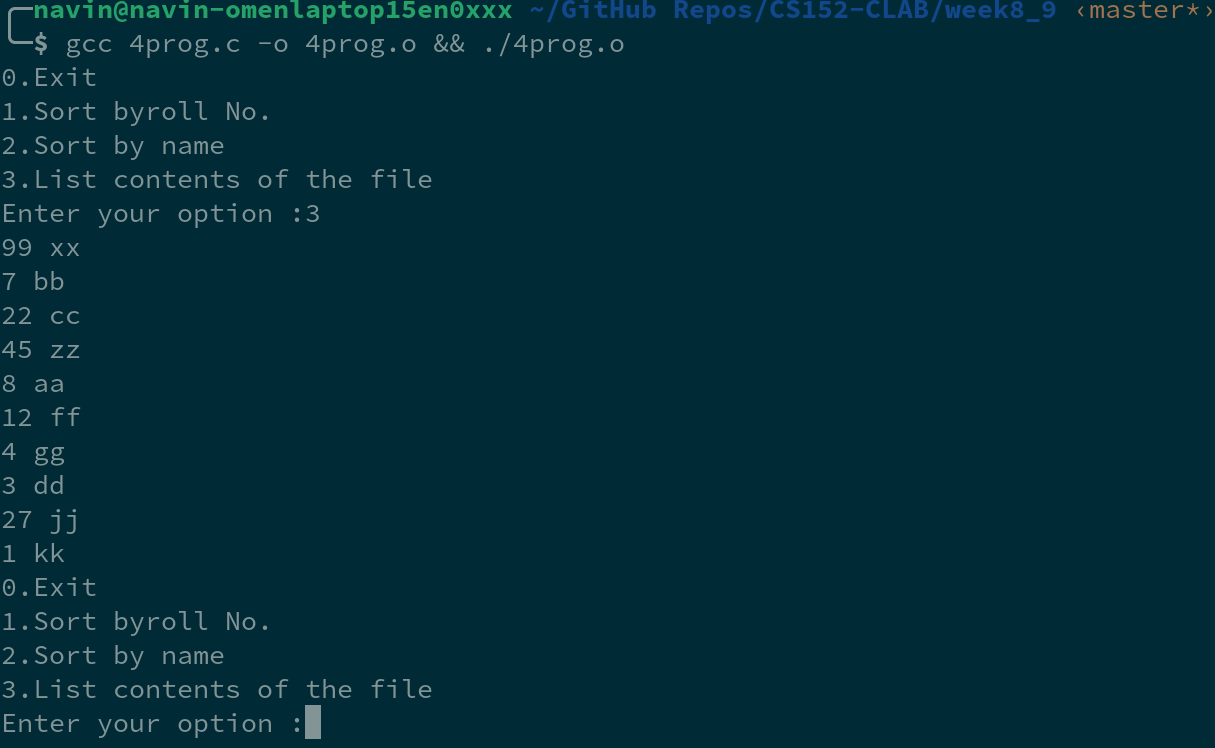 navin@navin-omenlaptop15en0xxx ~/GitHub Repos/CS152-CLAB/week8_9 ‹master*›
$ gcc 4prog.c -o 4prog.o && ./4prog.o
0.Exit
1.Sort byroll No.
2.Sort by name
3.List contents of the file
Enter your option :3
99 xx
7 bb
22 cc
45 zz
8 aa
12 ff
4 gg
3 dd
27 jj
1 kk
0.Exit
1.Sort byroll No.
2.Sort by name
3.List contents of the file
Enter your option :